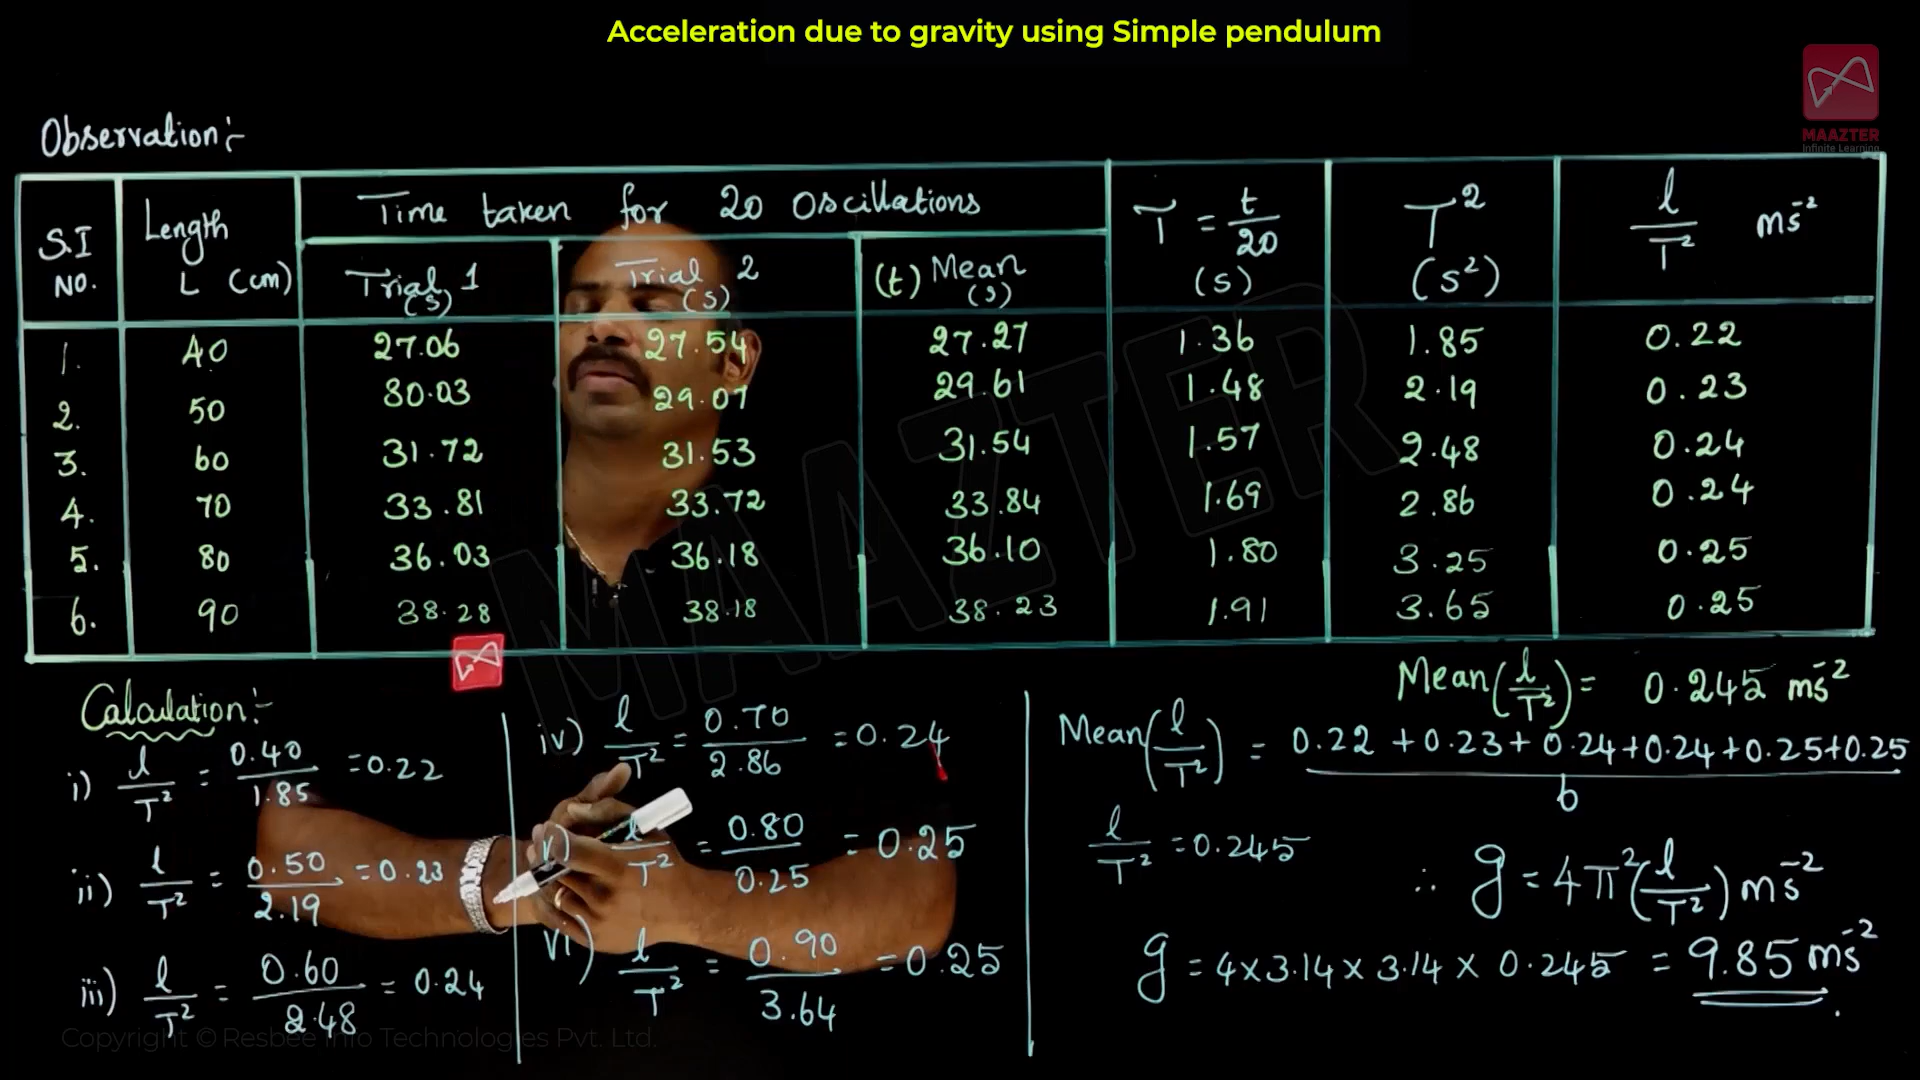 Acceleration due to gravity using Simple pendulum
MAAZTER
Infinite Learning
Observation:-
S.I NO. | Length L (cm) | Time taken for 20 Oscillations | T = t/20 (s) | T² (s²) | l/T² ms⁻²
Trial 1 (s) | Trial 2 (s) | (t) Mean (s)
1. 40 27.06 27.54 27.27 1.36 1.85 0.22
2. 50 80.03 29.07 29.61 1.48 2.19 0.23
3. 60 31.72 31.53 31.54 1.57 2.48 0.24
4. 70 33.81 33.72 33.84 1.69 2.86 0.24
5. 80 36.03 36.18 36.10 1.80 3.25 0.25
6. 90 38.28 38.18 38.23 1.91 3.65 0.25
MAAZTER
Mean (l/T²) = 0.245 ms⁻²
Calculation:-
i) l/T² = 0.40/1.85 = 0.22
ii) l/T² = 0.50/2.19 = 0.23
iii) l/T² = 0.60/2.48 = 0.24
iv) l/T² = 0.70/2.86 = 0.24
v) l/T² = 0.80/0.25 = 0.25
vi) l/T² = 0.90/3.64 = 0.25
Mean (l/T²) = 0.22 + 0.23 + 0.24 + 0.24 + 0.25 + 0.25 / 6
l/T² = 0.245
∴ g = 4π² (l/T²) ms⁻²
g = 4 × 3.14 × 3.14 × 0.245 = 9.85 ms⁻².
Copyright © Resbee Info Technologies Pvt. Ltd.